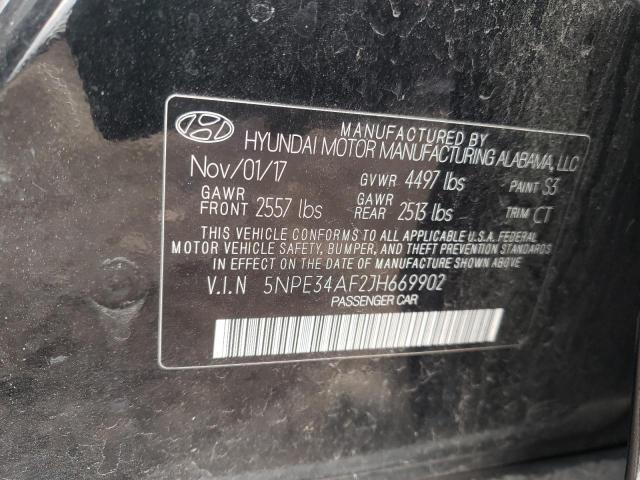 MANUFACTURED BY
HYUNDAI MOTOR MANUFACTURING ALABAMA, LLC
Nov/01/17 GVWR 4497 lbs PAINT S3
GAWR FRONT 2557 lbs GAWR REAR 2513 lbs TRIM CT
THIS VEHICLE CONFORMS TO ALL APPLICABLE U.S.A. FEDERAL
MOTOR VEHICLE SAFETY, BUMPER, AND THEFT PREVENTION STANDARDS
IN EFFECT ON THE DATE OF MANUFACTURE SHOWN ABOVE.
V.I.N 5NPE34AF2JH669902
PASSENGER CAR